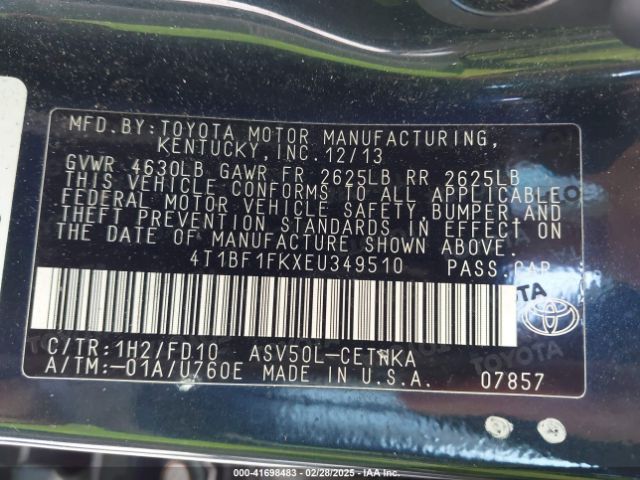 MFD.BY:TOYOTA MOTOR MANUFACTURING,
KENTUCKY,INC.12/13
GVWR 4630LB GAWR FR 2625LB RR 2625LB
THIS VEHICLE CONFORMS TO ALL APPLICABLE
FEDERAL MOTOR VEHICLE SAFETY,BUMPER,AND
THEFT PREVENTION STANDARDS IN EFFECT ON
THE DATE OF MANUFACTURE SHOWN ABOVE.
4T1BF1FKXEU349510 PASS.CAR
C/TR:1H2/FD10 ASV50L-CETNKA
A/TM:-01A/U760E MADE IN U.S.A. 07857
000-41698483 - 02/28/2025 - IAA Inc.